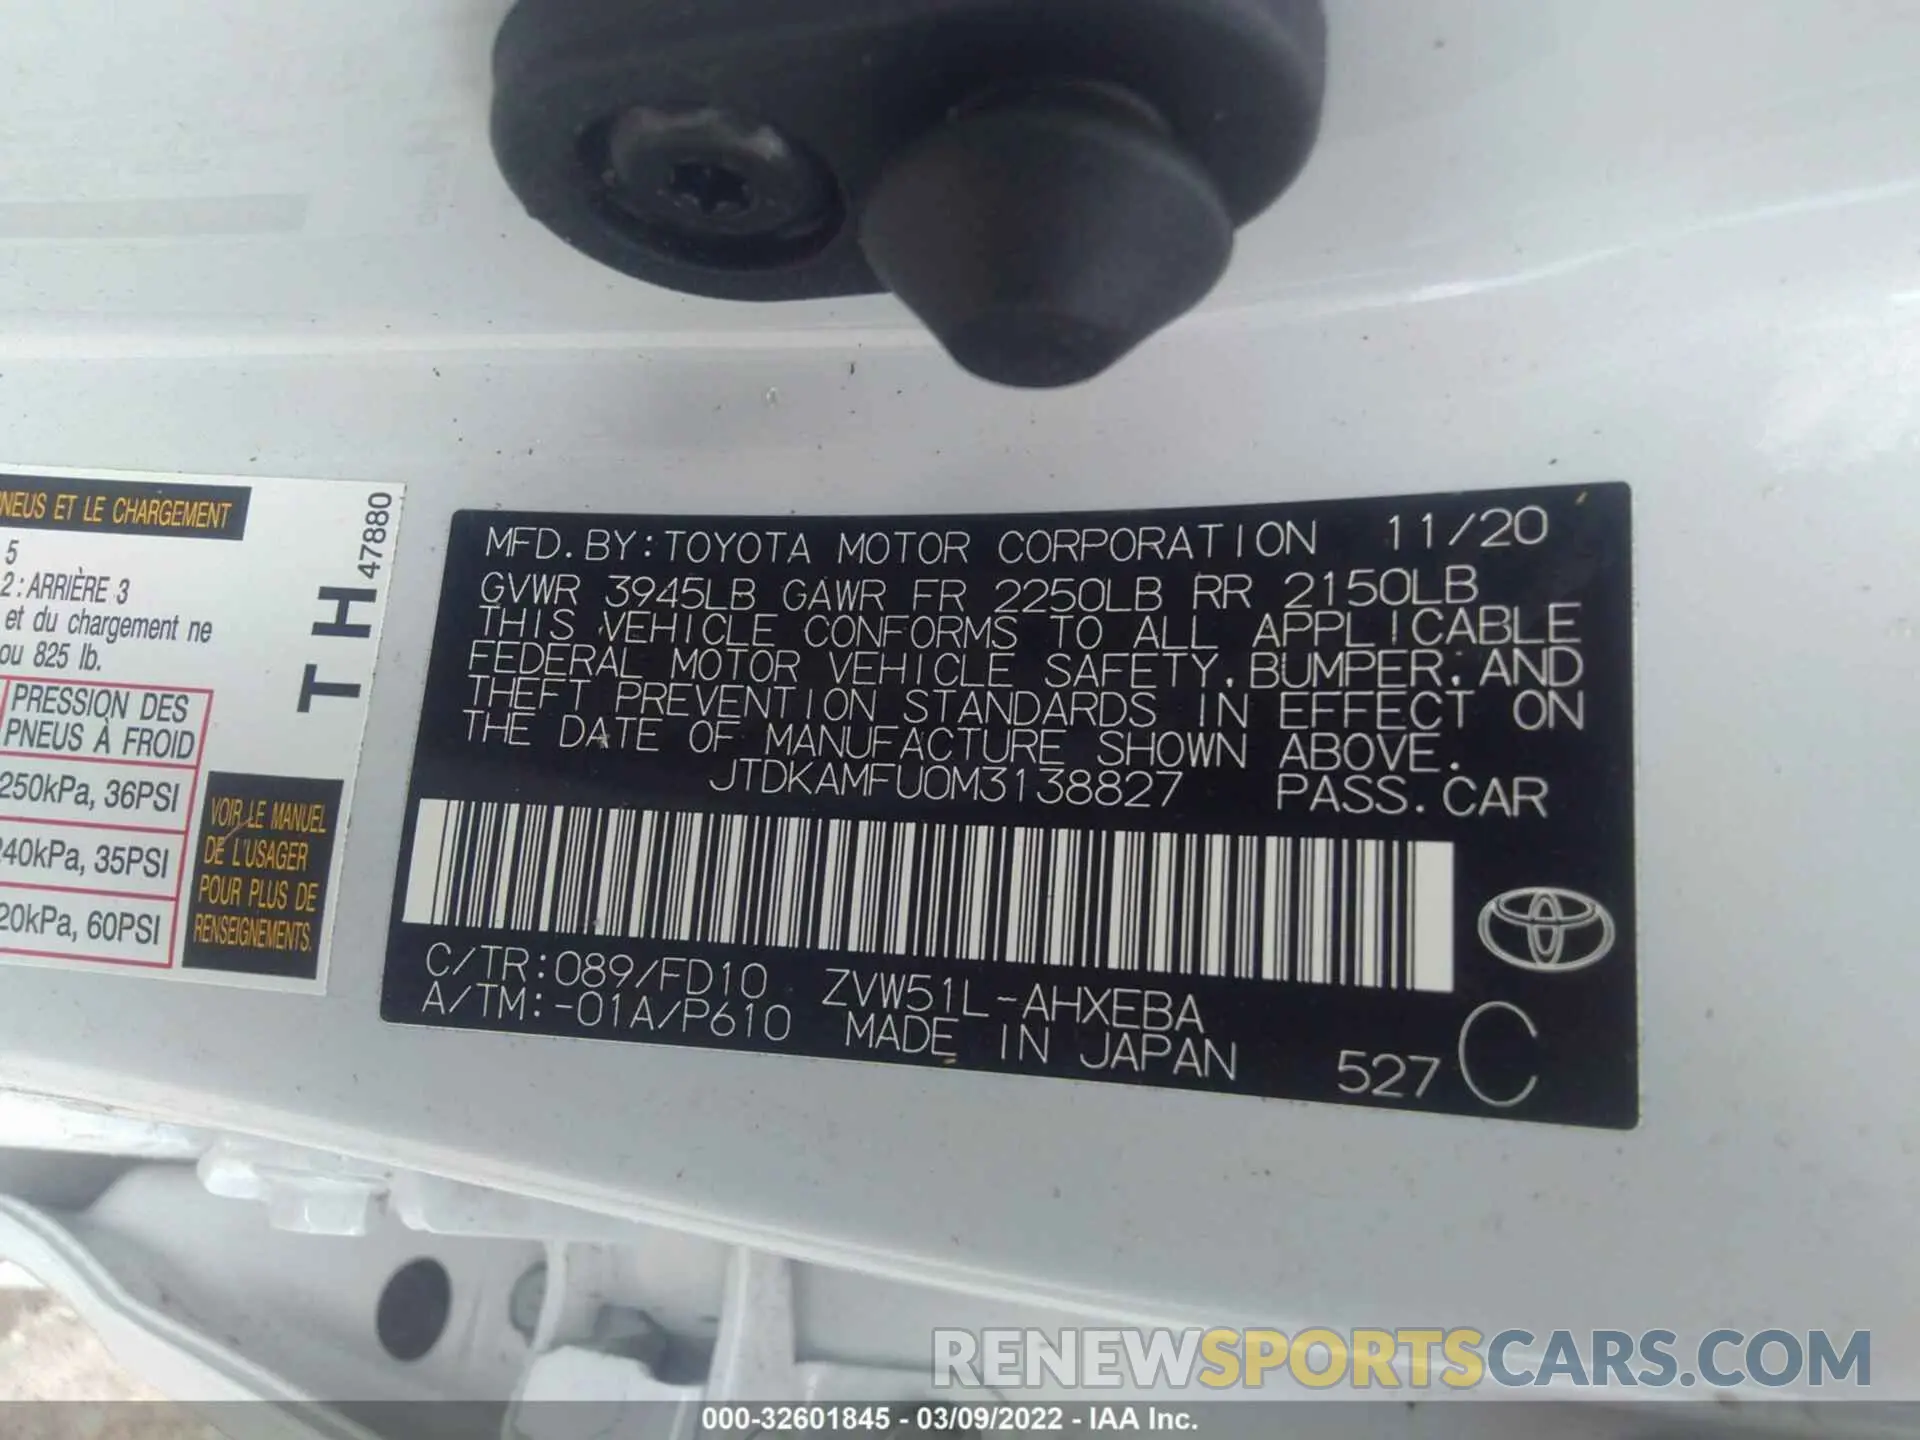 NEUS ET LE CHARGEMENT
5
2 : ARRIÈRE 3
et du chargement ne
ou 825 lb.
PRESSION DES
PNEUS À FROID
250kPa, 36PSI
240kPa, 35PSI
20kPa, 60PSI
VOIR LE MANUEL
DE L'USAGER
POUR PLUS DE
RENSEIGNEMENTS.
TH 47880
MFD. BY: TOYOTA MOTOR CORPORATION 11/20
GVWR 3945LB GAWR FR 2250LB RR 2150LB
THIS VEHICLE CONFORMS TO ALL APPLICABLE
FEDERAL MOTOR VEHICLE SAFETY, BUMPER, AND
THEFT PREVENTION STANDARDS IN EFFECT ON
THE DATE OF MANUFACTURE SHOWN ABOVE.
JTDKAMFU0M3138827 PASS. CAR
C/TR: 089/FD10 ZVW51L-AHXEBA
A/TM: -01A/P610 MADE IN JAPAN 527 C
RENEWSPORTSCARS.COM
000-32601845 - 03/09/2022 - IAA Inc.